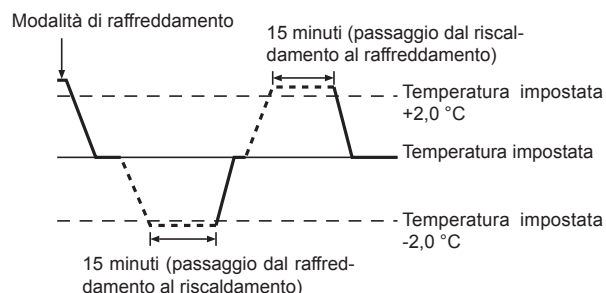 Modalità di raffreddamento
15 minuti (passaggio dal riscal-
damento al raffreddamento)
Temperatura impostata
+2,0 °C
Temperatura impostata
Temperatura impostata
-2,0 °C
15 minuti (passaggio dal raffred-
damento al riscaldamento)